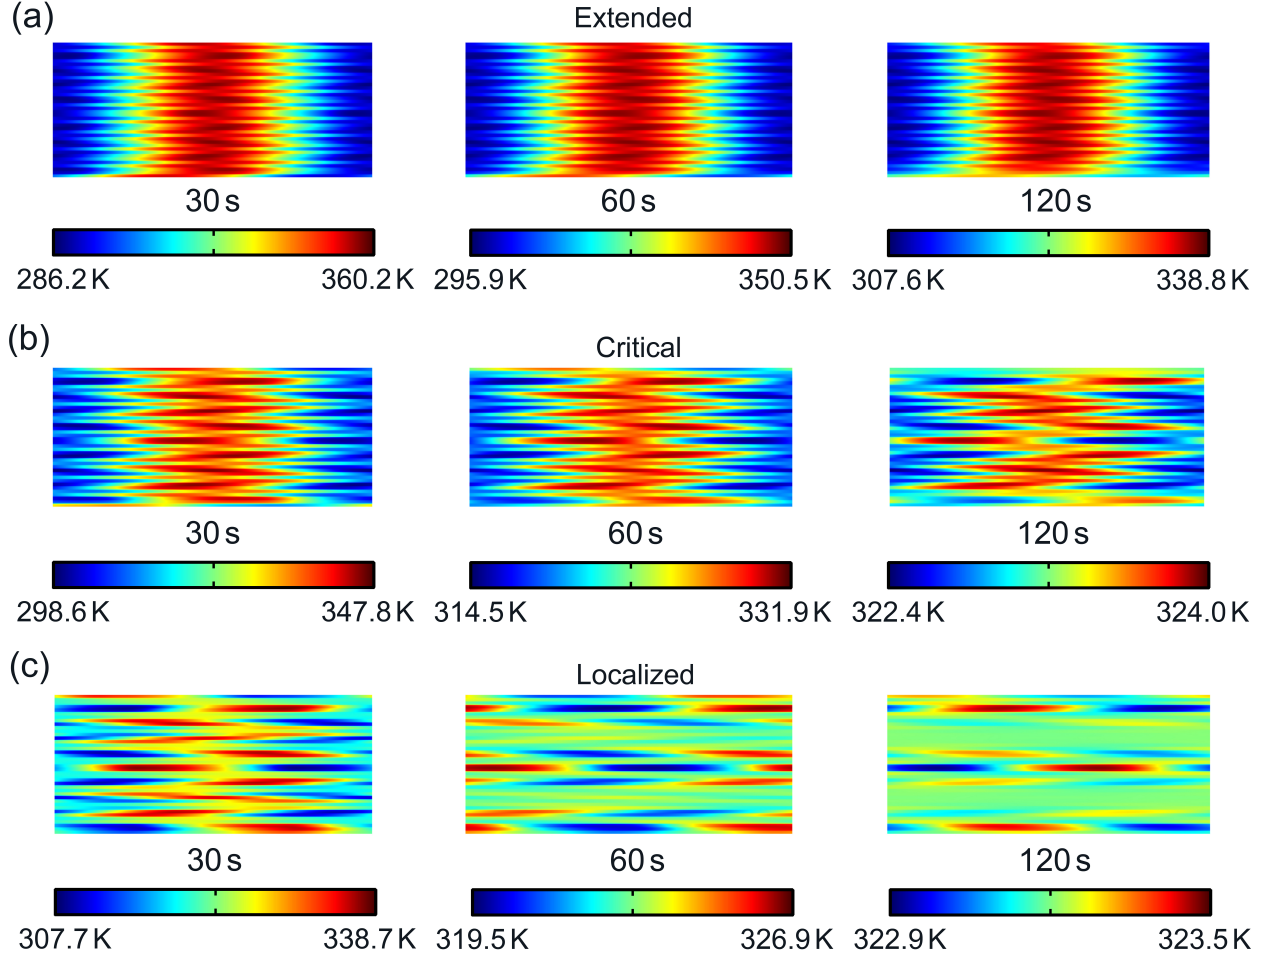 (a) Extended
30 s 60 s 120 s
286.2 K 360.2 K 295.9 K 350.5 K 307.6 K 338.8 K
(b) Critical
30 s 60 s 120 s
298.6 K 347.8 K 314.5 K 331.9 K 322.4 K 324.0 K
(c) Localized
30 s 60 s 120 s
307.7 K 338.7 K 319.5 K 326.9 K 322.9 K 323.5 K